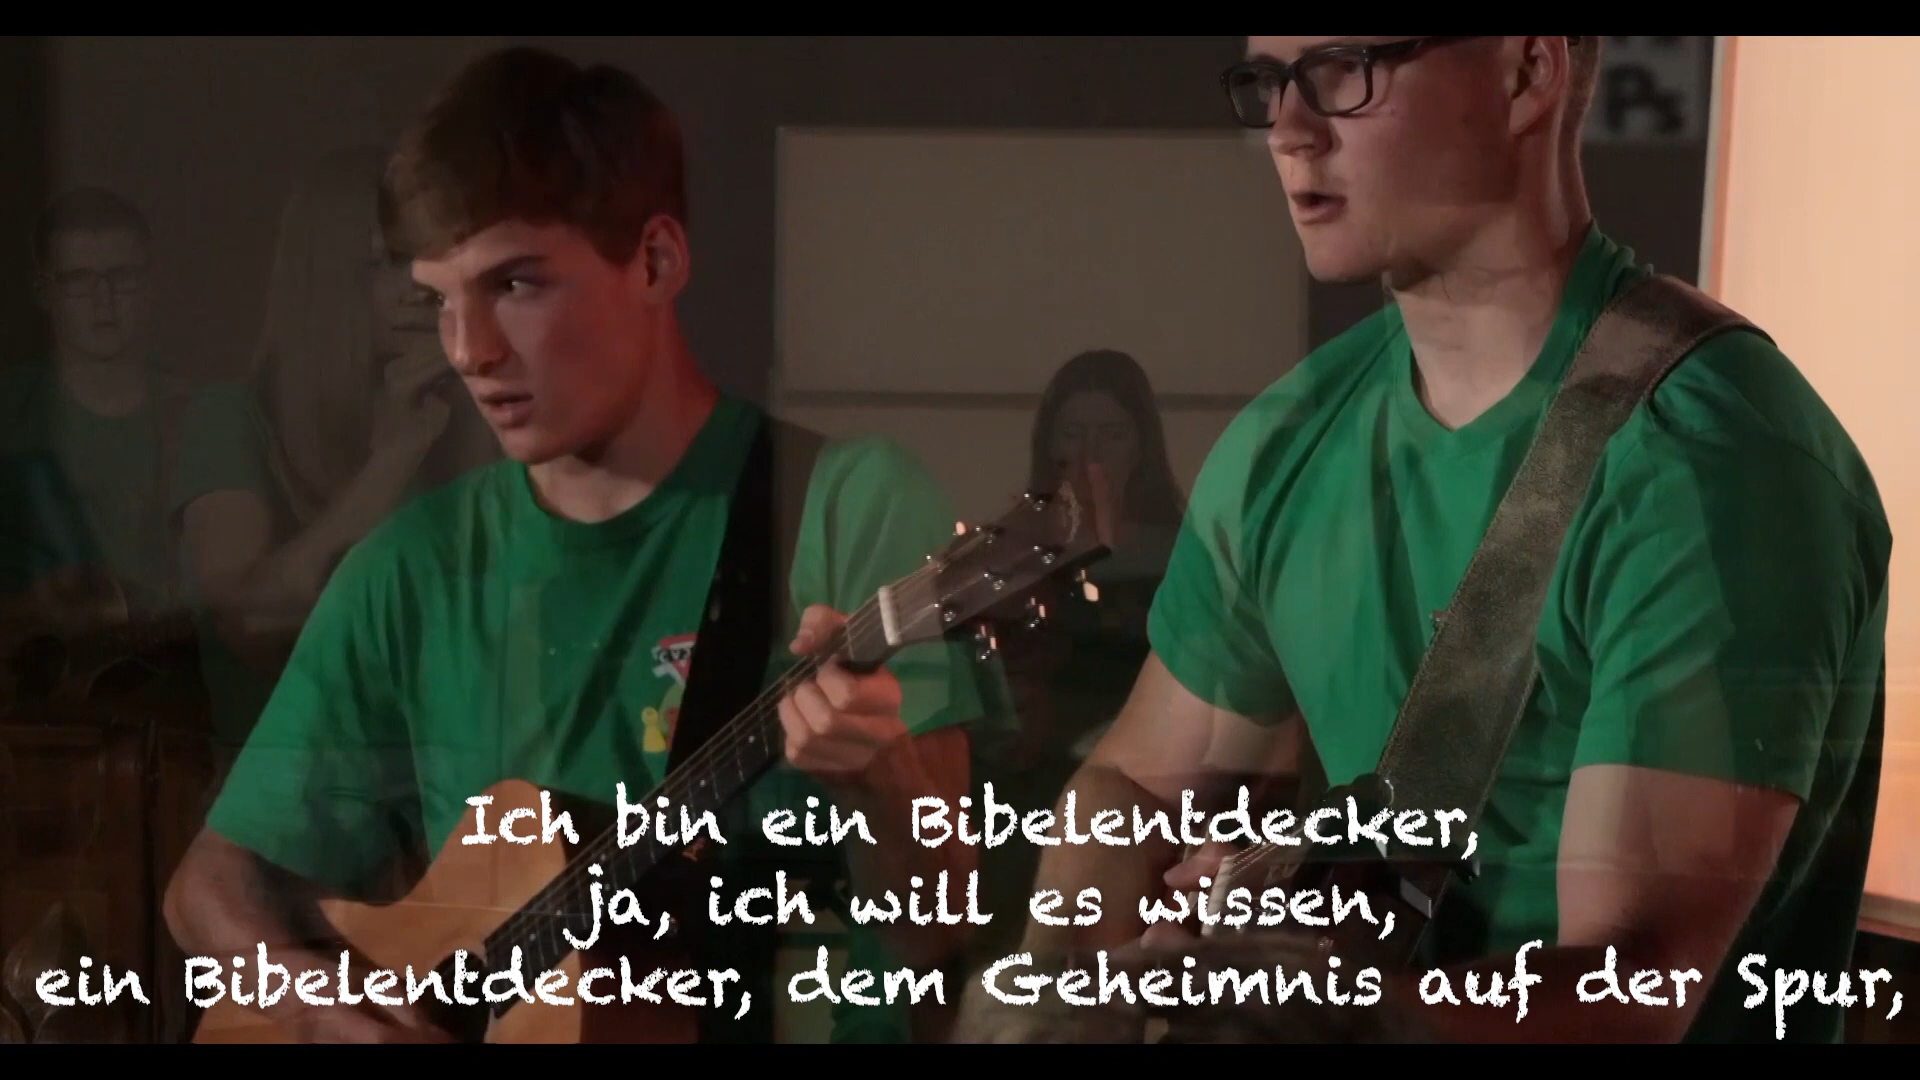 Ich bin ein Bibelentdecker,
ja, ich will es wissen,
ein Bibelentdecker, dem Geheimnis auf der Spur,